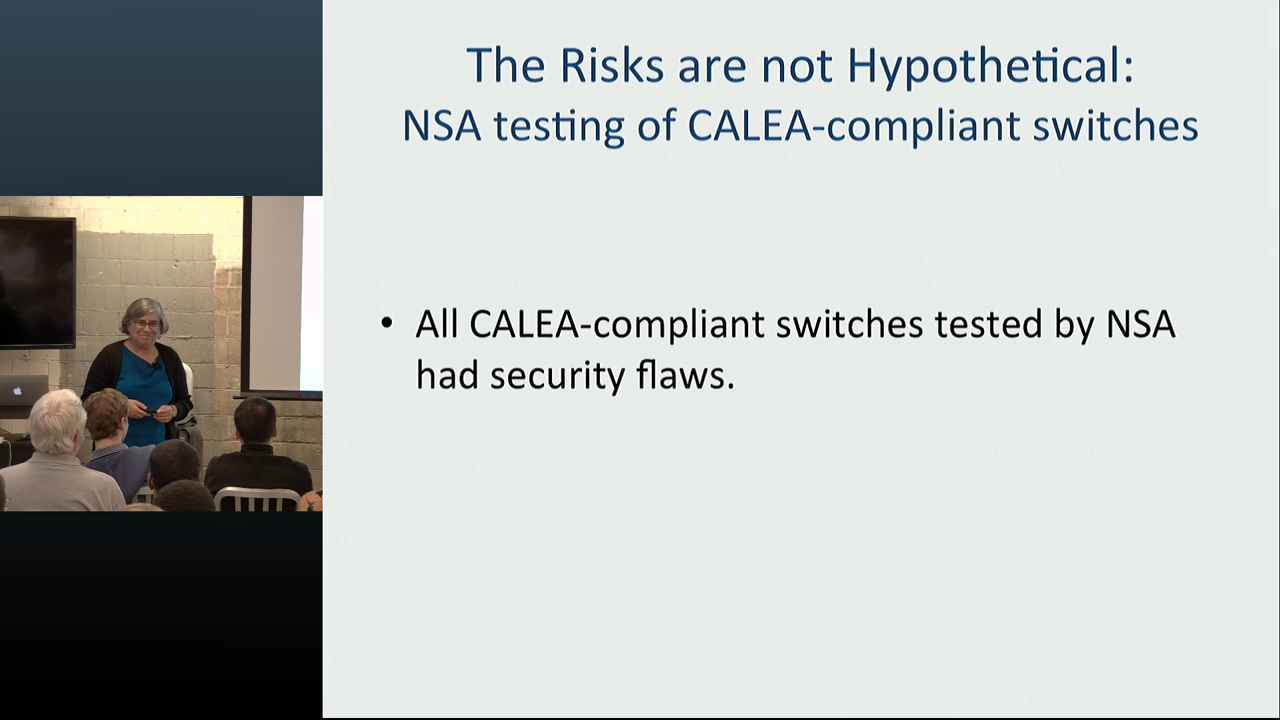 The Risks are not Hypothetical:
NSA testing of CALEA-compliant switches
• All CALEA-compliant switches tested by NSA
had security flaws.